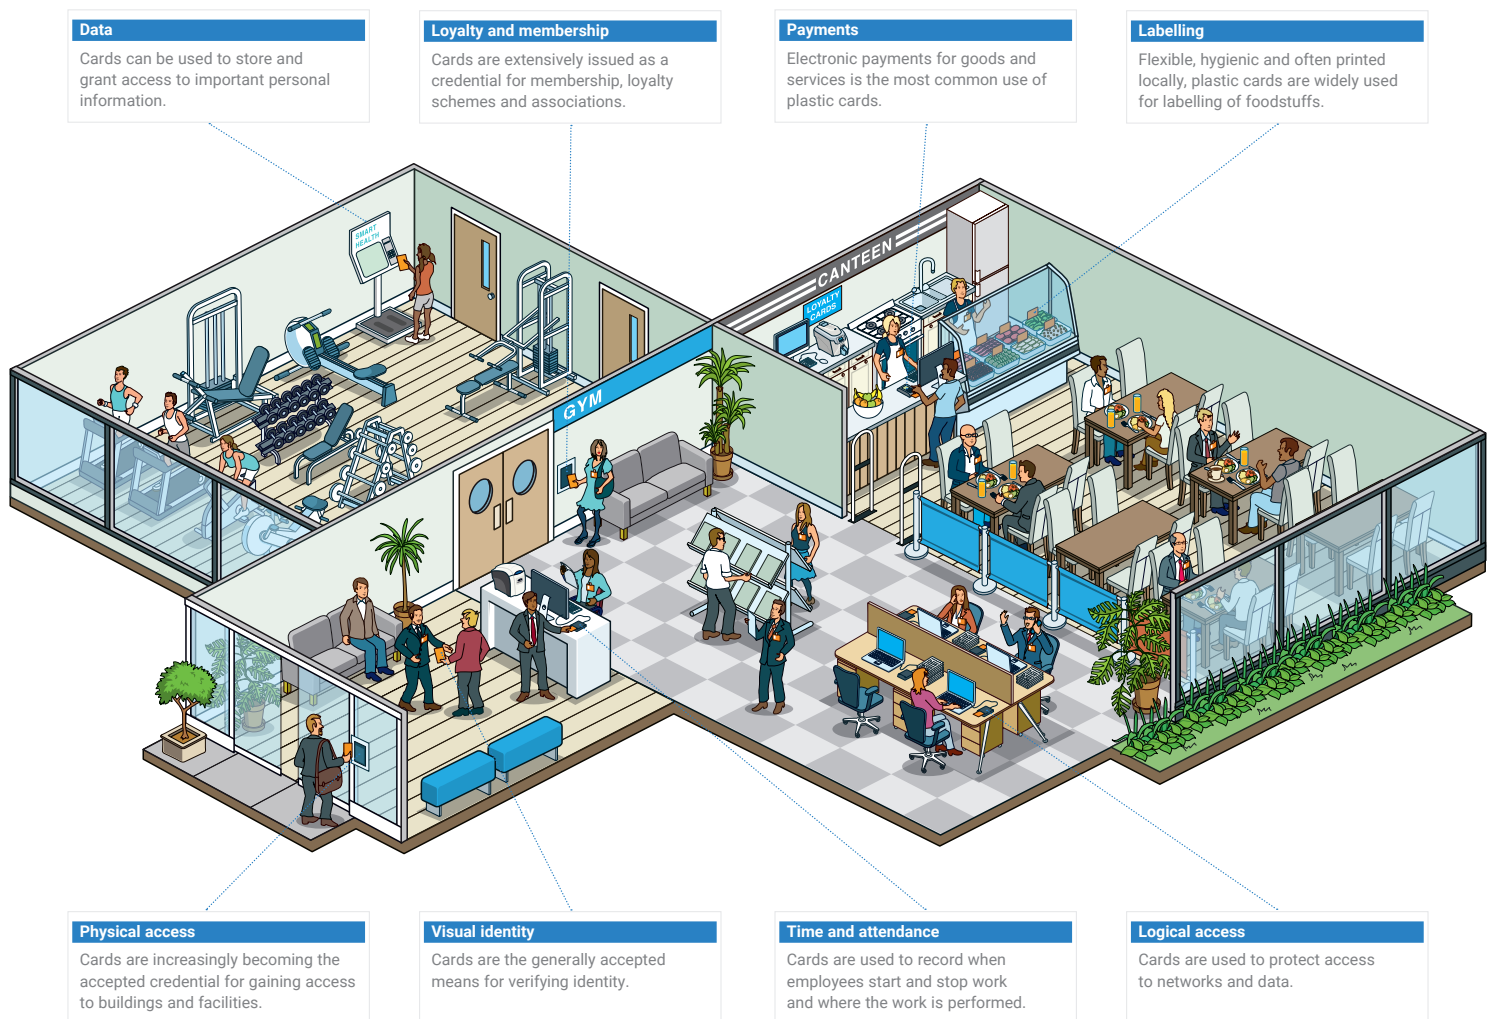 Data
Cards can be used to store and
grant access to important personal
information.
Loyalty and membership
Cards are extensively issued as a
credential for membership, loyalty
schemes and associations.
Payments
Electronic payments for goods and
services is the most common use of
plastic cards.
Labelling
Flexible, hygienic and often printed
locally, plastic cards are widely used
for labelling of foodstuffs.
SMART
HEALTH
CANTEEN
LOYALTY
CARDS
GYM
Physical access
Cards are increasingly becoming the
accepted credential for gaining access
to buildings and facilities.
Visual identity
Cards are the generally accepted
means for verifying identity.
Time and attendance
Cards are used to record when
employees start and stop work
and where the work is performed.
Logical access
Cards are used to protect access
to networks and data.